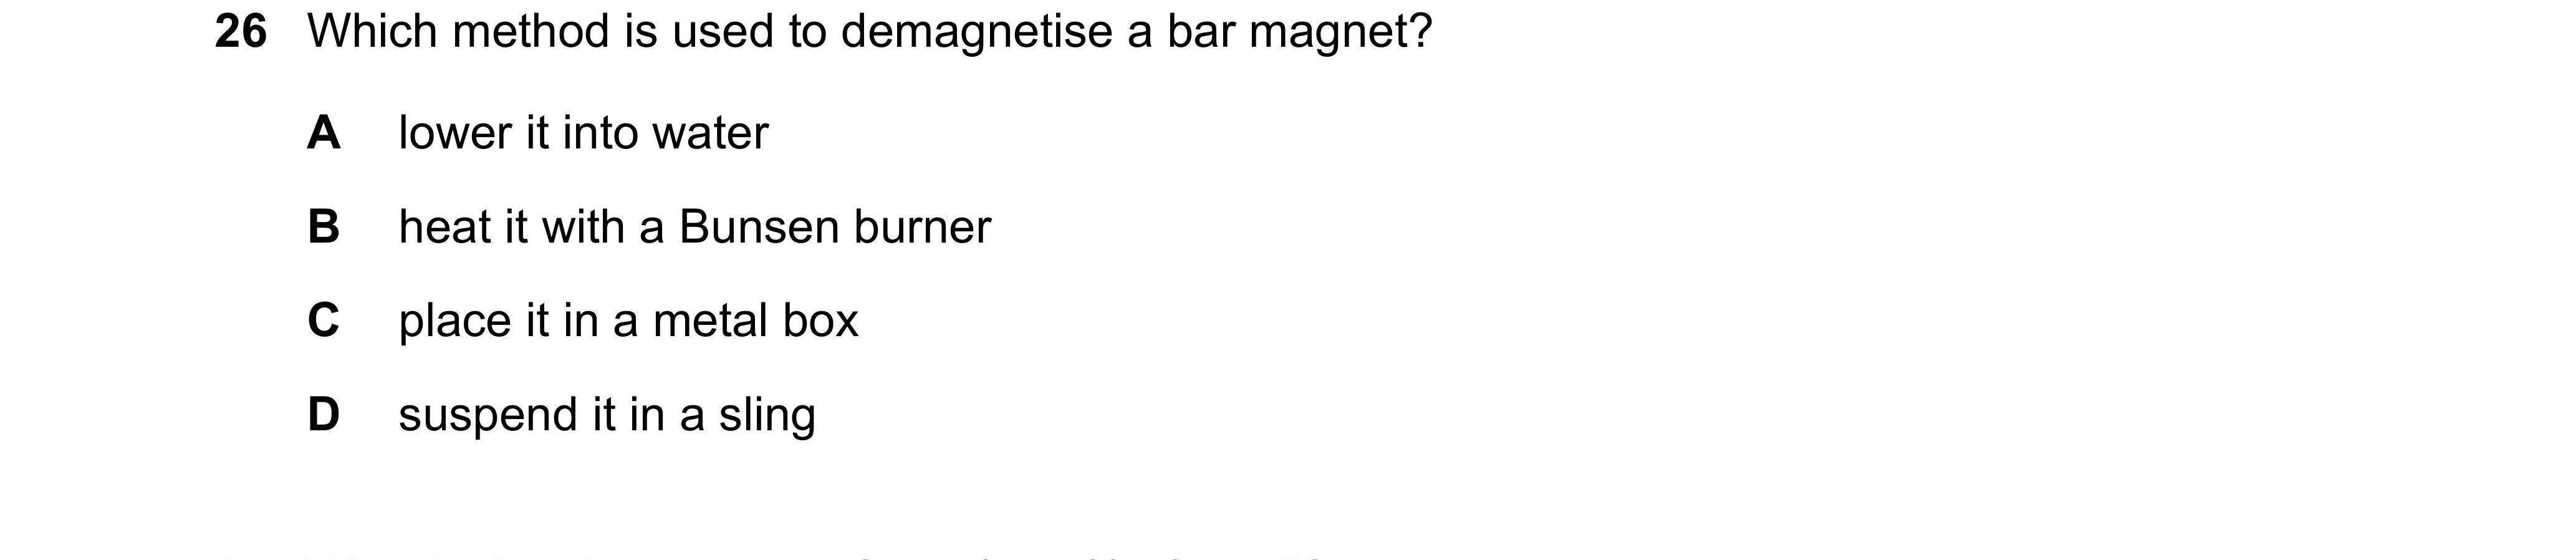 26 Which method is used to demagnetise a bar magnet?
A lower it into water
B heat it with a Bunsen burner
C place it in a metal box
D suspend it in a sling